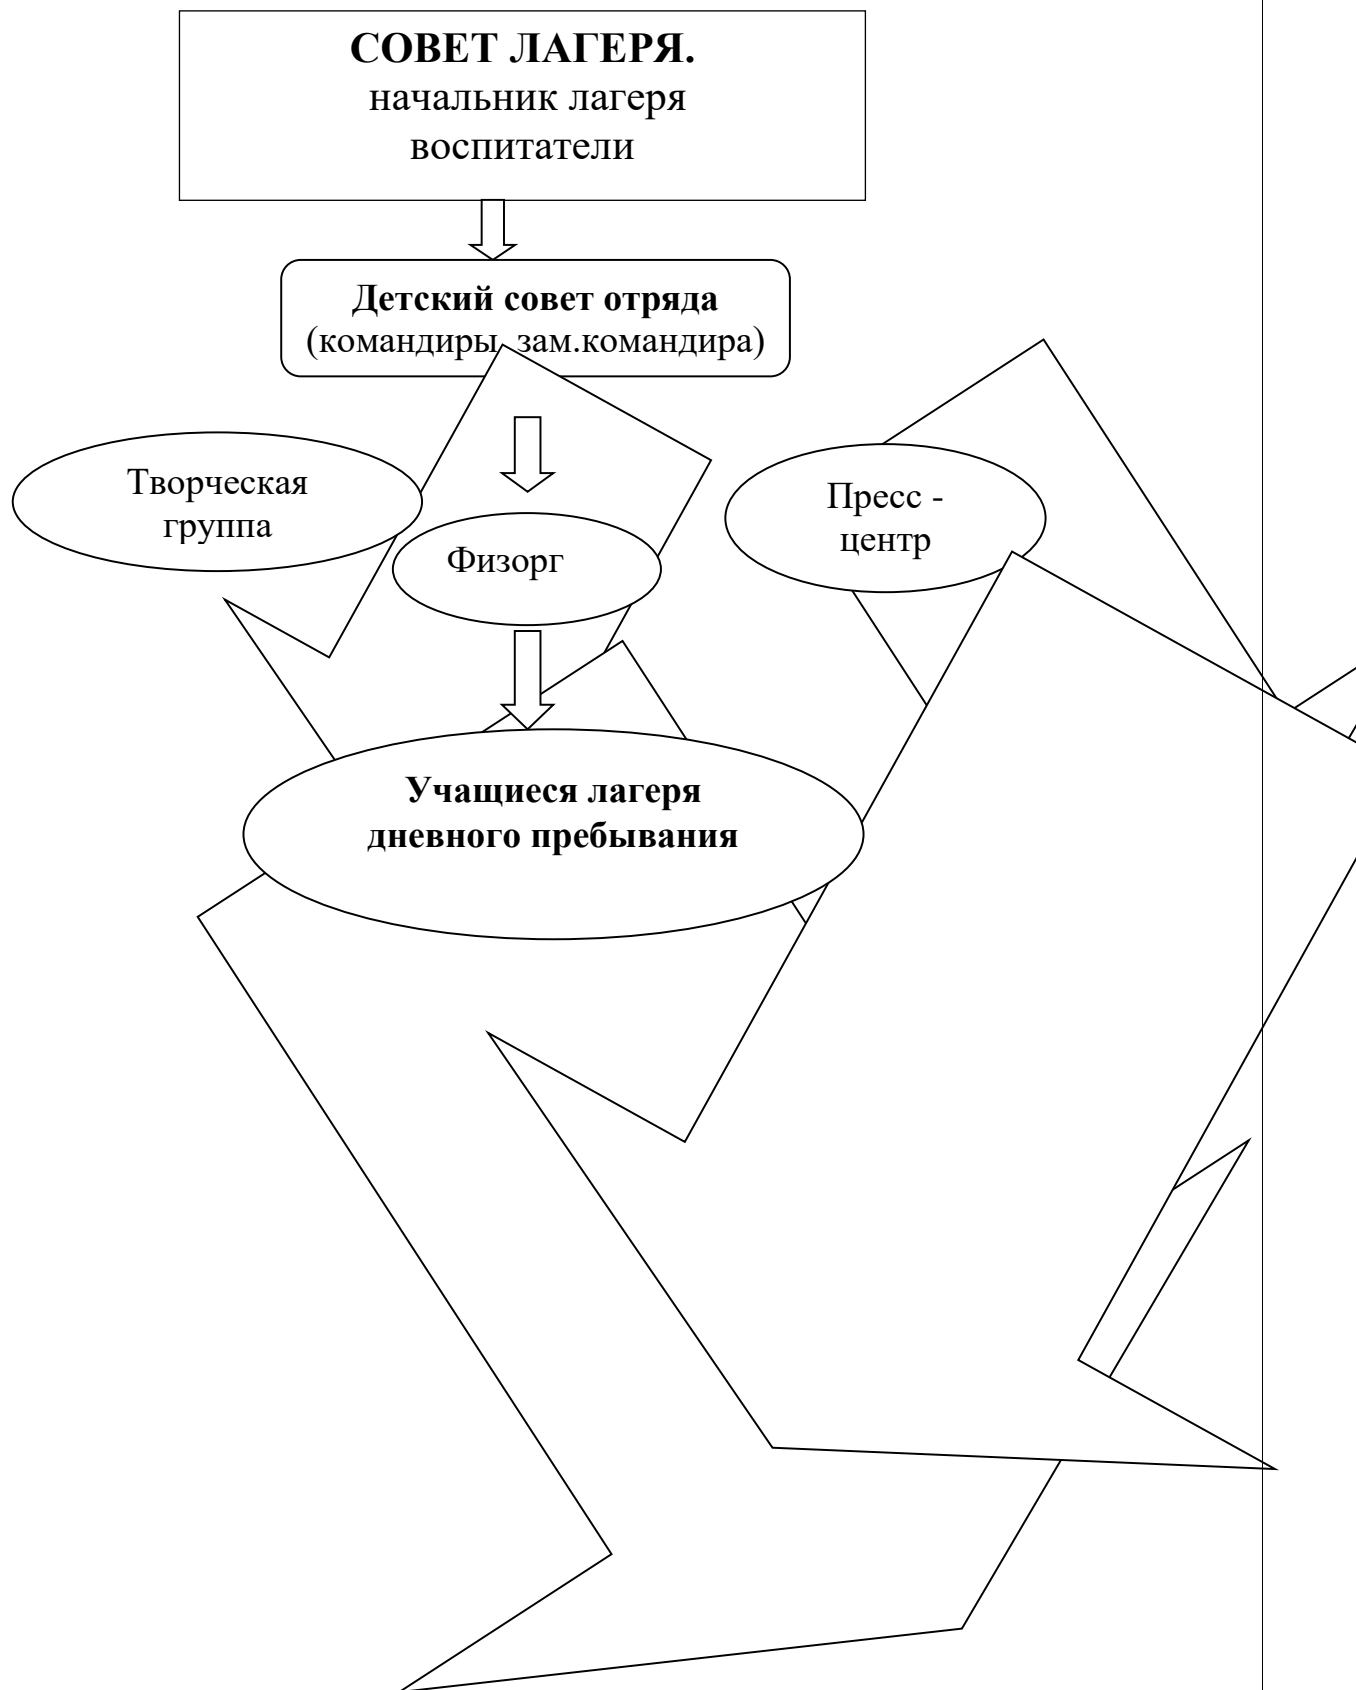 СОВЕТ ЛАГЕРЯ.
начальник лагеря
воспитатели
Детский совет отряда
(командиры, зам.командира)
Творческая
группа
Физорг
Пресс -
центр
Учащиеся лагеря
дневного пребывания